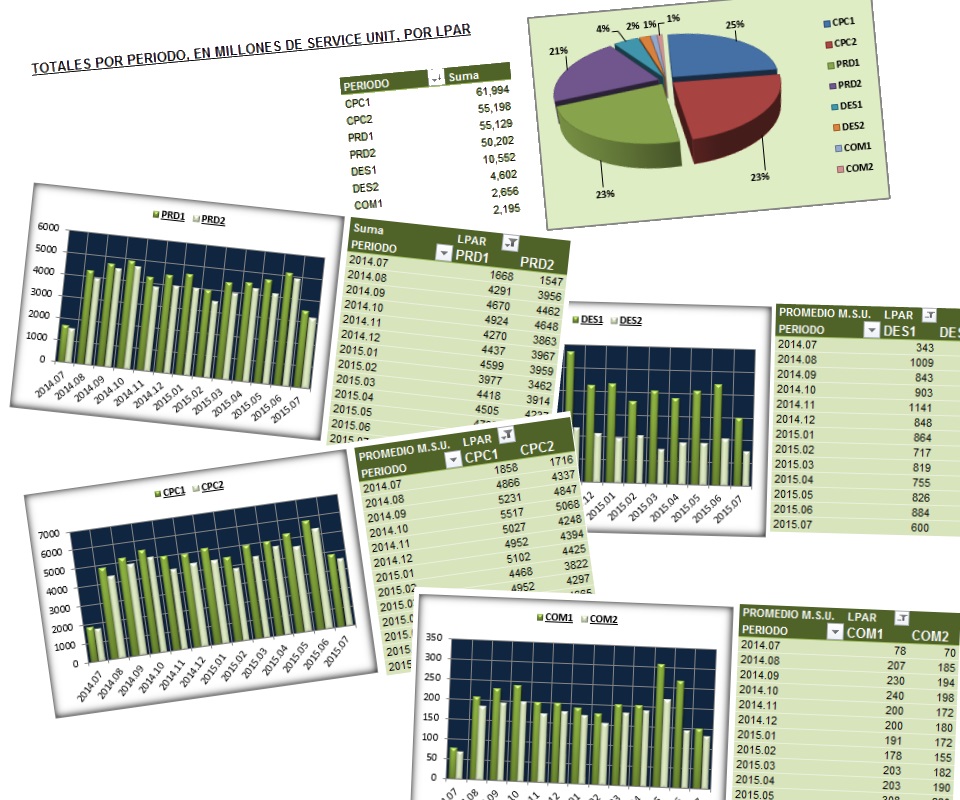 TOTALES POR PERIODO, EN MILLONES DE SERVICE UNIT, POR LPAR
PERIODO Suma
CPC1 61,994
CPC2 55,198
PRD1 55,129
PRD2 50,202
DES1 10,552
DES2 4,602
COM1 2,656
2,195
25%
23%
23%
21%
4%
2%
1%
1%
CPC1
CPC2
PRD1
PRD2
DES1
DES2
COM1
COM2
PRD1 PRD2
6000
5000
4000
3000
2000
1000
0
2014.07 2014.08 2014.09 2014.10 2014.11 2014.12 2015.01 2015.02 2015.03 2015.04 2015.05 2015.06 2015.07
Suma LPAR
PERIODO PRD1 PRD2
2014.07 1668 1547
2014.08 4291 3956
2014.09 4670 4462
2014.10 4924 4648
2014.11 4270 3863
2014.12 4437 3967
2015.01 4599 3959
2015.02 3977 3462
2015.03 4418 3914
2015.04 4505
2015.05
2015.06
DES1 DES2
.12 2015.01 2015.02 2015.03 2015.04 2015.05 2015.06 2015.07
PROMEDIO M.S.U. LPAR
PERIODO DES1 DES
2014.07 343
2014.08 1009
2014.09 843
2014.10 903
2014.11 1141
2014.12 848
2015.01 864
2015.02 717
2015.03 819
2015.04 755
2015.05 826
2015.06 884
2015.07 600
CPC1 CPC2
7000
6000
5000
4000
3000
2000
1000
0
2014.07 2014.08 2014.09 2014.10 2014.11 2014.12 2015.01 2015.02 2015.03 2015.04 2015.05 2015.06 2015.07
PROMEDIO M.S.U. LPAR
PERIODO CPC1 CPC2
2014.07 1858 1716
2014.08 4866 4337
2014.09 5231 4847
2014.10 5517 5068
2014.11 5027 4248
2014.12 4952 4394
2015.01 5102 4425
2015.02 4468 3822
2015.0 4952 4297
2015.0
2015.
2015.
2015
COM1 COM2
350
300
250
200
150
100
50
0
PROMEDIO M.S.U. LPAR
PERIODO COM1 COM2
2014.07 78 70
2014.08 207 185
2014.09 230 194
2014.10 240 198
2014.11 200 172
2014.12 200 180
2015.01 191 172
2015.02 178 155
2015.03 203 182
2015.04 203 190
2015.05